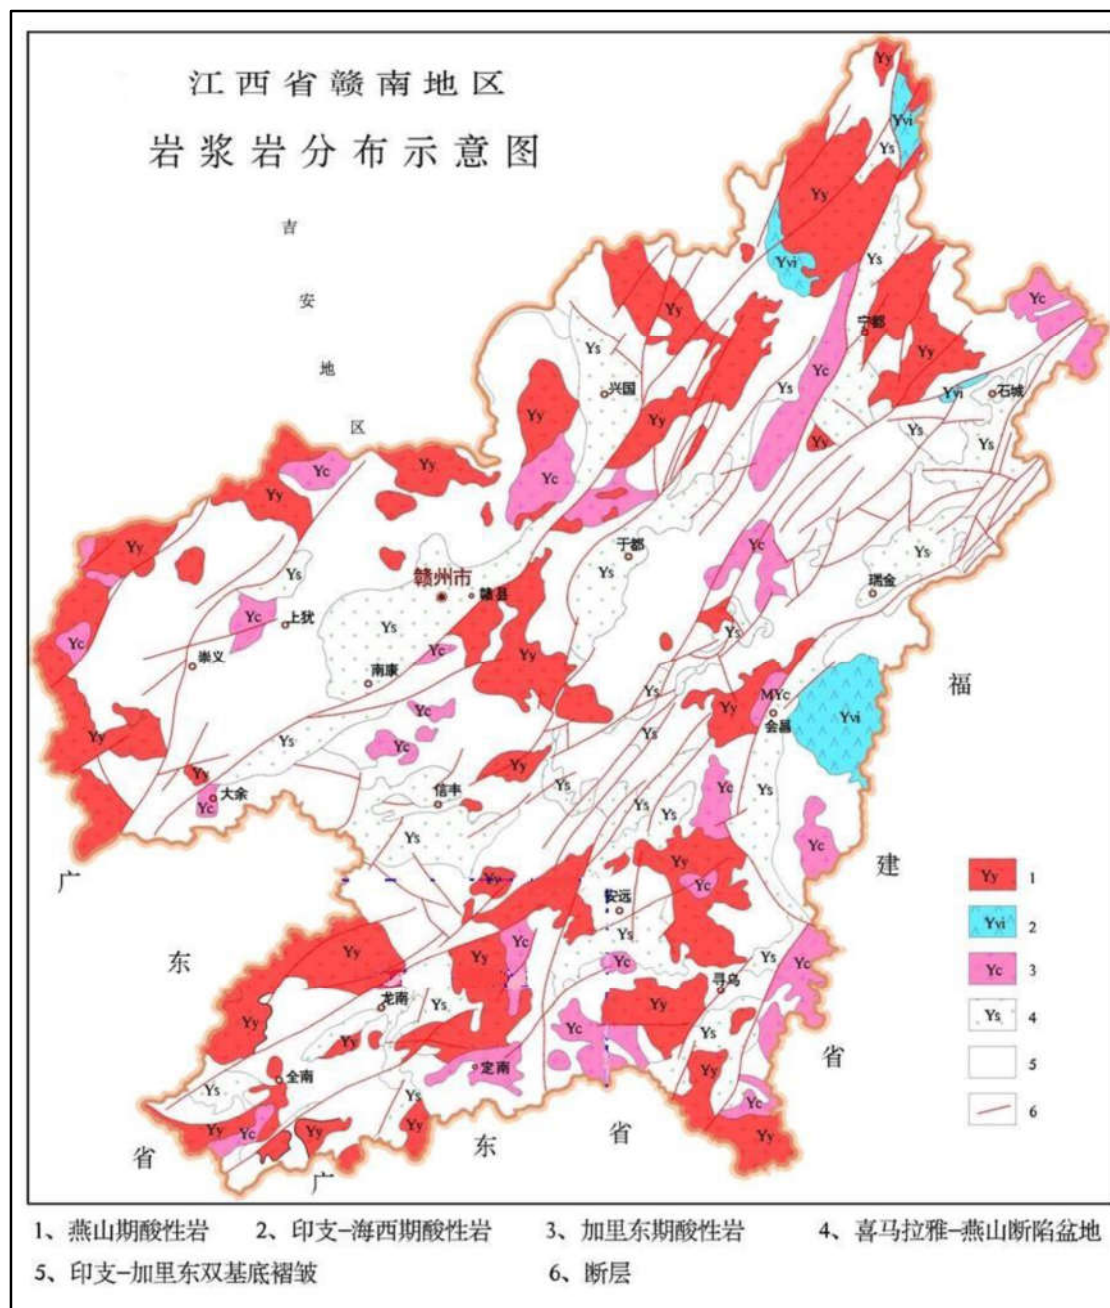 江西省赣南地区
岩浆岩分布示意图
吉
安
地
区
Yy
Yvi
Ys
Yy
Yvi
Ys
Yc
Yy
宁都
Ys
Yc
Yy
兴国
Ys
Yvi
石城
Yy
Yy
Yy
Ys
Ys
Yc
Yy
Yc
Yy
Yy
于都
Yc
Ys
Ys
赣州市
赣县
Ys
瑞金
Yc
上犹
Ys
Ys
Yc
崇义
Yc
Yy
南康
Ys
MYc
福
Yy
会昌
Yvi
Yc
Yy
Ys
Yc
Ys
Yy
Yy
大余
Yc
信丰
Ys
Ys
Yc
Ys
Ys
Yc
广
Yy
Yy
Yc
建
Yy 1
安远
Yvi 2
Ys
东
Yy
Yy
Yc
Yc
Ys
Yc
Yc 3
寻乌
龙南
Ys
Yy
Yy
Ys 4
Yy
Yc
Ys
省
5
全南
定南
Yy
Ys
Ys
Yc
6
Yy
Yc
Yy
Yy
Yy
省
东
省
广
1、燕山期酸性岩 2、印支-海西期酸性岩 3、加里东期酸性岩 4、喜马拉雅-燕山断陷盆地
5、印支-加里东双基底褶皱 6、断层